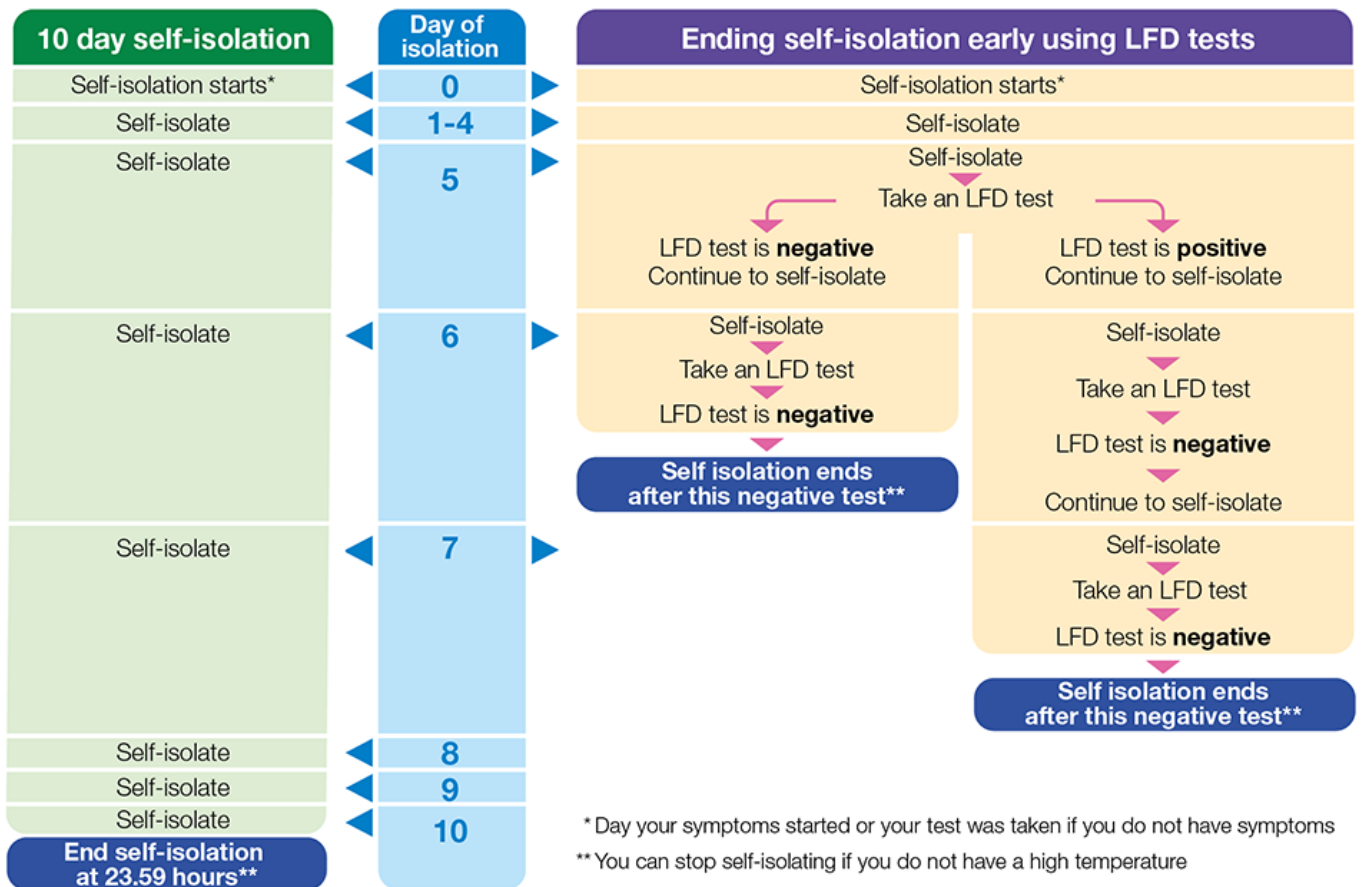 10 day self-isolation
Day of
isolation
Ending self-isolation early using LFD tests
Self-isolation starts*
0
Self-isolation starts*
Self-isolate
1-4
Self-isolate
Self-isolate
5
Self-isolate
Take an LFD test
LFD test is negative
Continue to self-isolate
LFD test is positive
Continue to self-isolate
Self-isolate
6
Self-isolate
Take an LFD test
LFD test is negative
Self isolation ends
after this negative test**
Self-isolate
Take an LFD test
LFD test is negative
Continue to self-isolate
Self-isolate
7
Self-isolate
Take an LFD test
LFD test is negative
Self isolation ends
after this negative test**
Self-isolate
8
Self-isolate
9
Self-isolate
10
End self-isolation
at 23.59 hours**
* Day your symptoms started or your test was taken if you do not have symptoms
** You can stop self-isolating if you do not have a high temperature